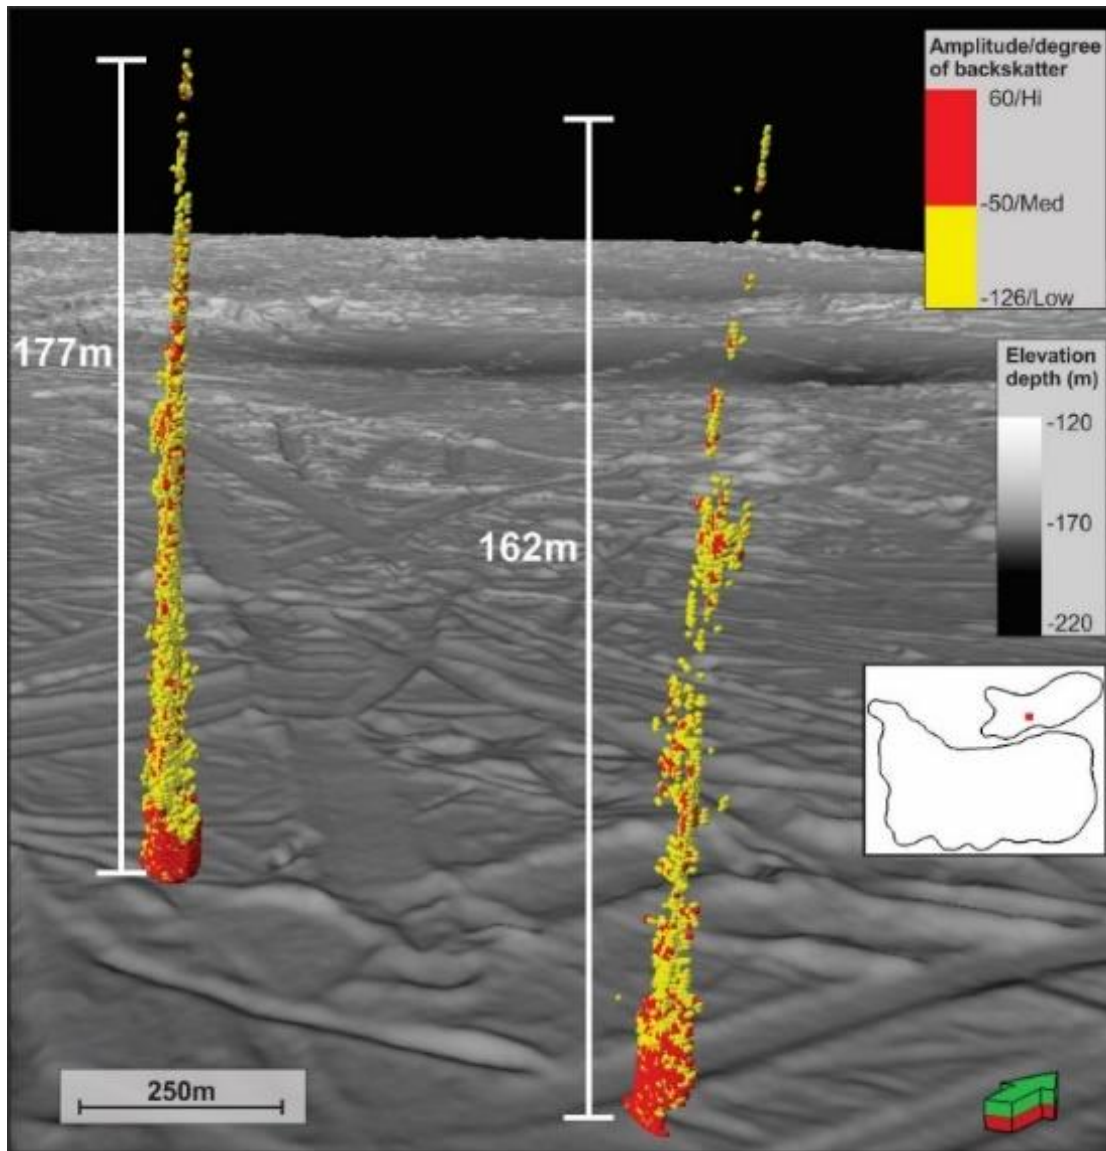 Amplitude/degree
of backskatter
60/Hi
-50/Med
-126/Low
177m
Elevation
depth (m)
-120
-170
-220
162m
250m